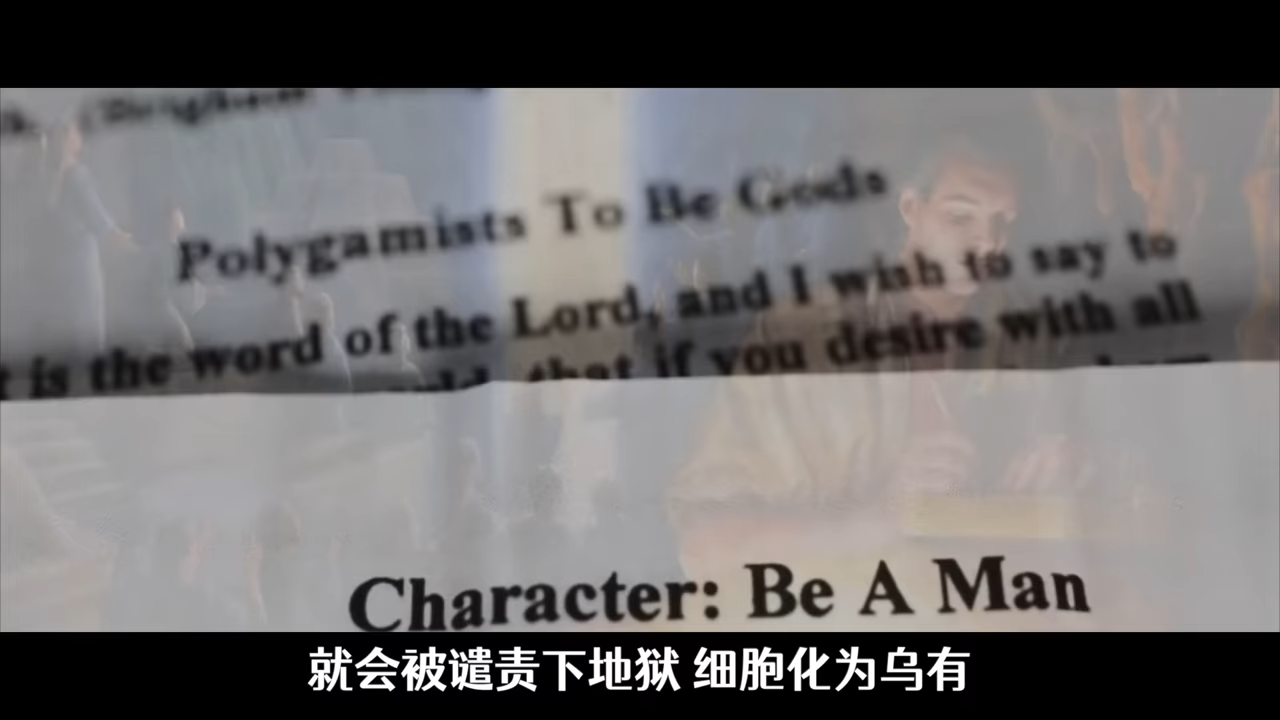 Polygamists To Be Gods
is the word of the Lord, and I wish to say to
that if you desire with all
Character: Be A Man
就会被谴责下地狱 细胞化为乌有